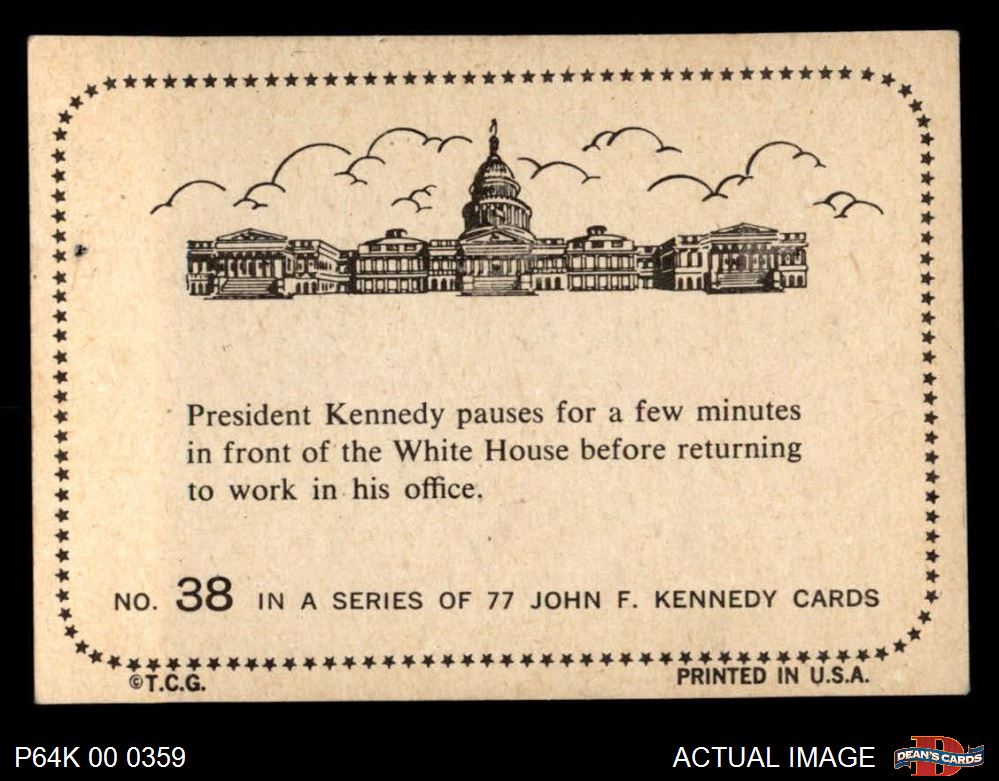 President Kennedy pauses for a few minutes
in front of the White House before returning
to work in his office.
NO. 38 IN A SERIES OF 77 JOHN F. KENNEDY CARDS
©T.C.G.
PRINTED IN U.S.A.
P64K 00 0359
ACTUAL IMAGE
D
DEAN'S CARDS